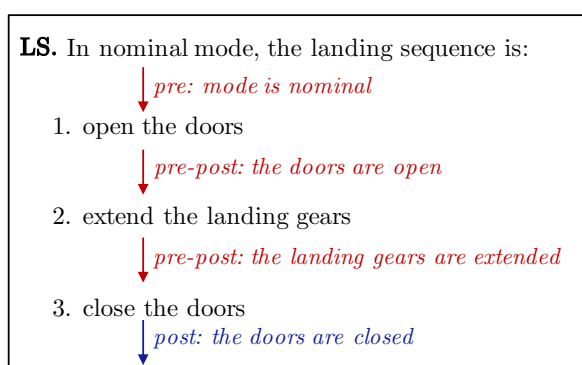 LS. In nominal mode, the landing sequence is:
pre: mode is nominal
1. open the doors
pre-post: the doors are open
2. extend the landing gears
pre-post: the landing gears are extended
3. close the doors
post: the doors are closed